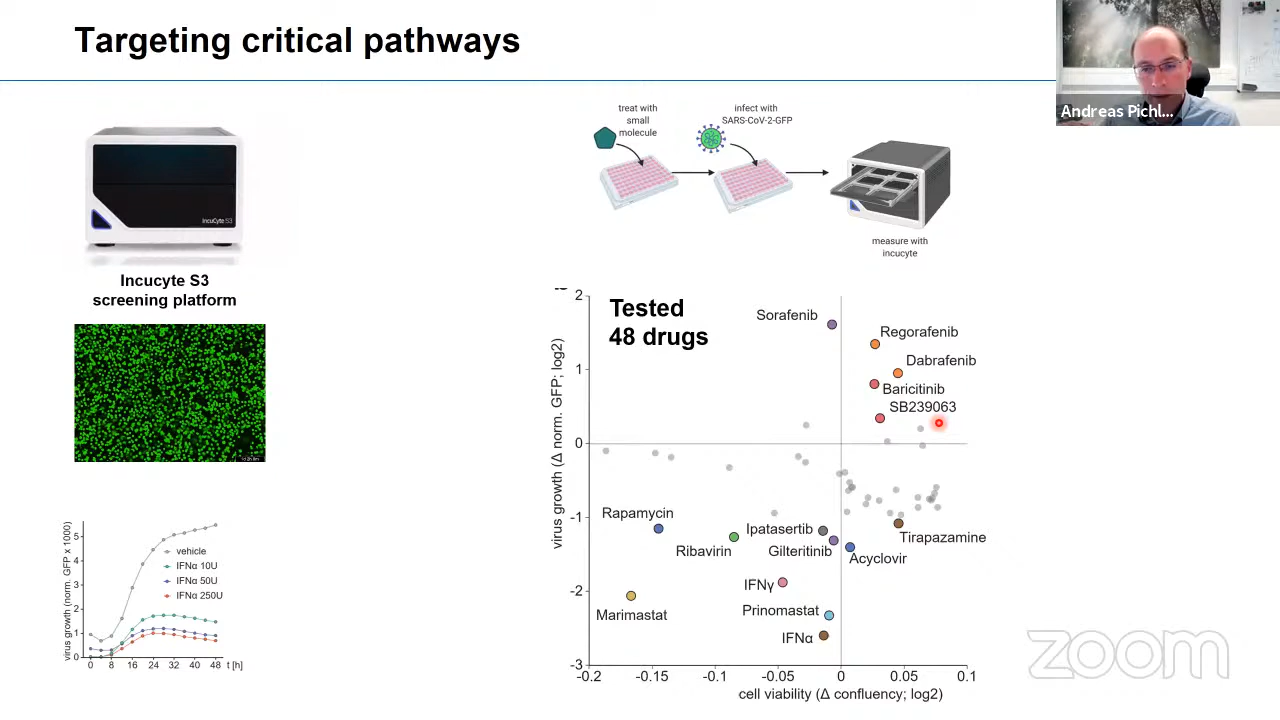 Targeting critical pathways
Andreas Pichl...
IncuCyte S3
Incucyte S3
screening platform
treat with
small
molecule
infect with
SARS-CoV-2-GFP
measure with
incucyte
Tested
48 drugs
virus growth (Δ norm. GFP; log2)
2
1
0
-1
-2
-3
Sorafenib
Regorafenib
Dabrafenib
Baricitinib
SB239063
Rapamycin
Ribavirin
Ipatasertib
Gilteritinib
Tirapazamine
Acyclovir
IFNγ
Marimastat
Prinomastat
IFNα
-0.2 -0.15 -0.1 -0.05 0 0.05 0.1
cell viability (Δ confluency; log2)
virus growth (norm. GFP x 1000)
5
4
3
2
1
0
vehicle
IFNα 10U
IFNα 50U
IFNα 250U
0 8 16 24 32 40 48 t [h]
zoom